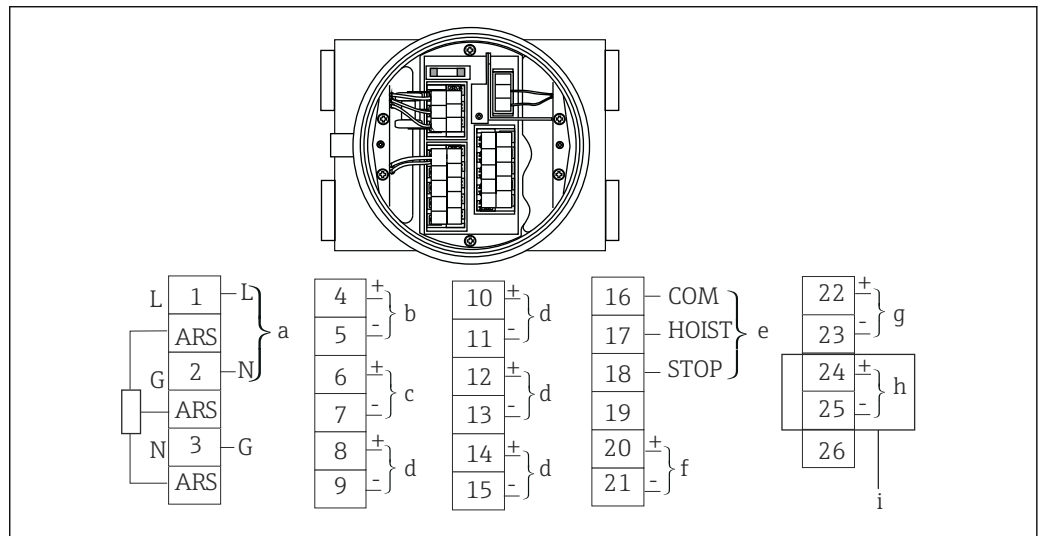 L 1 L
ARS
G 2 N
ARS
N 3 G
ARS
a
4 +
5 -
b
6 +
7 -
c
8 +
9 -
d
10 +
11 -
d
12 +
13 -
d
14 +
15 -
d
16 COM
17 HOIST
18 STOP
e
19
20 +
21 -
f
22 +
23 -
g
24 +
25 -
h
26
i